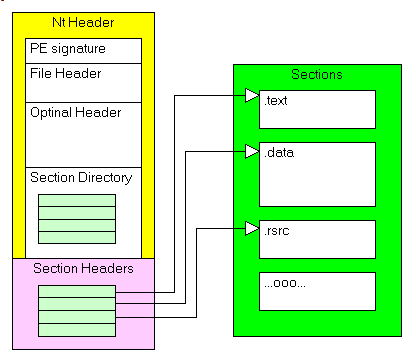 Nt Header
PE signature
File Header
Optinal Header
Section Directory
Section Headers
Sections
.text
.data
.rsrc
...ooo...